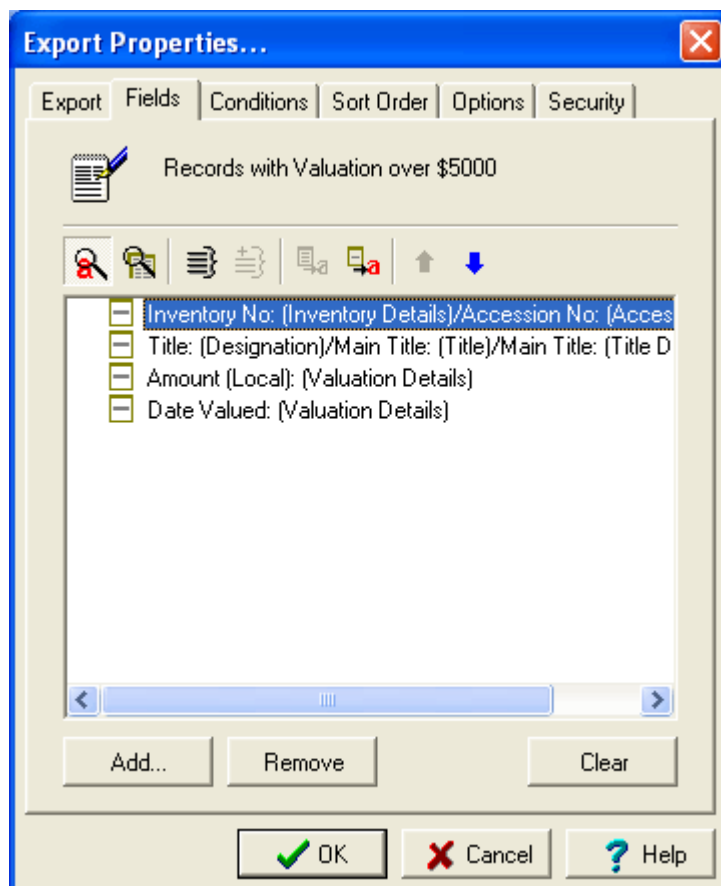 Export Properties...
Export Fields Conditions Sort Order Options Security
Records with Valuation over $5000
Inventory No: (Inventory Details)/Accession No: (Acces
Title: (Designation)/Main Title: (Title)/Main Title: (Title D
Amount (Local): (Valuation Details)
Date Valued: (Valuation Details)
Add... Remove Clear
OK Cancel Help